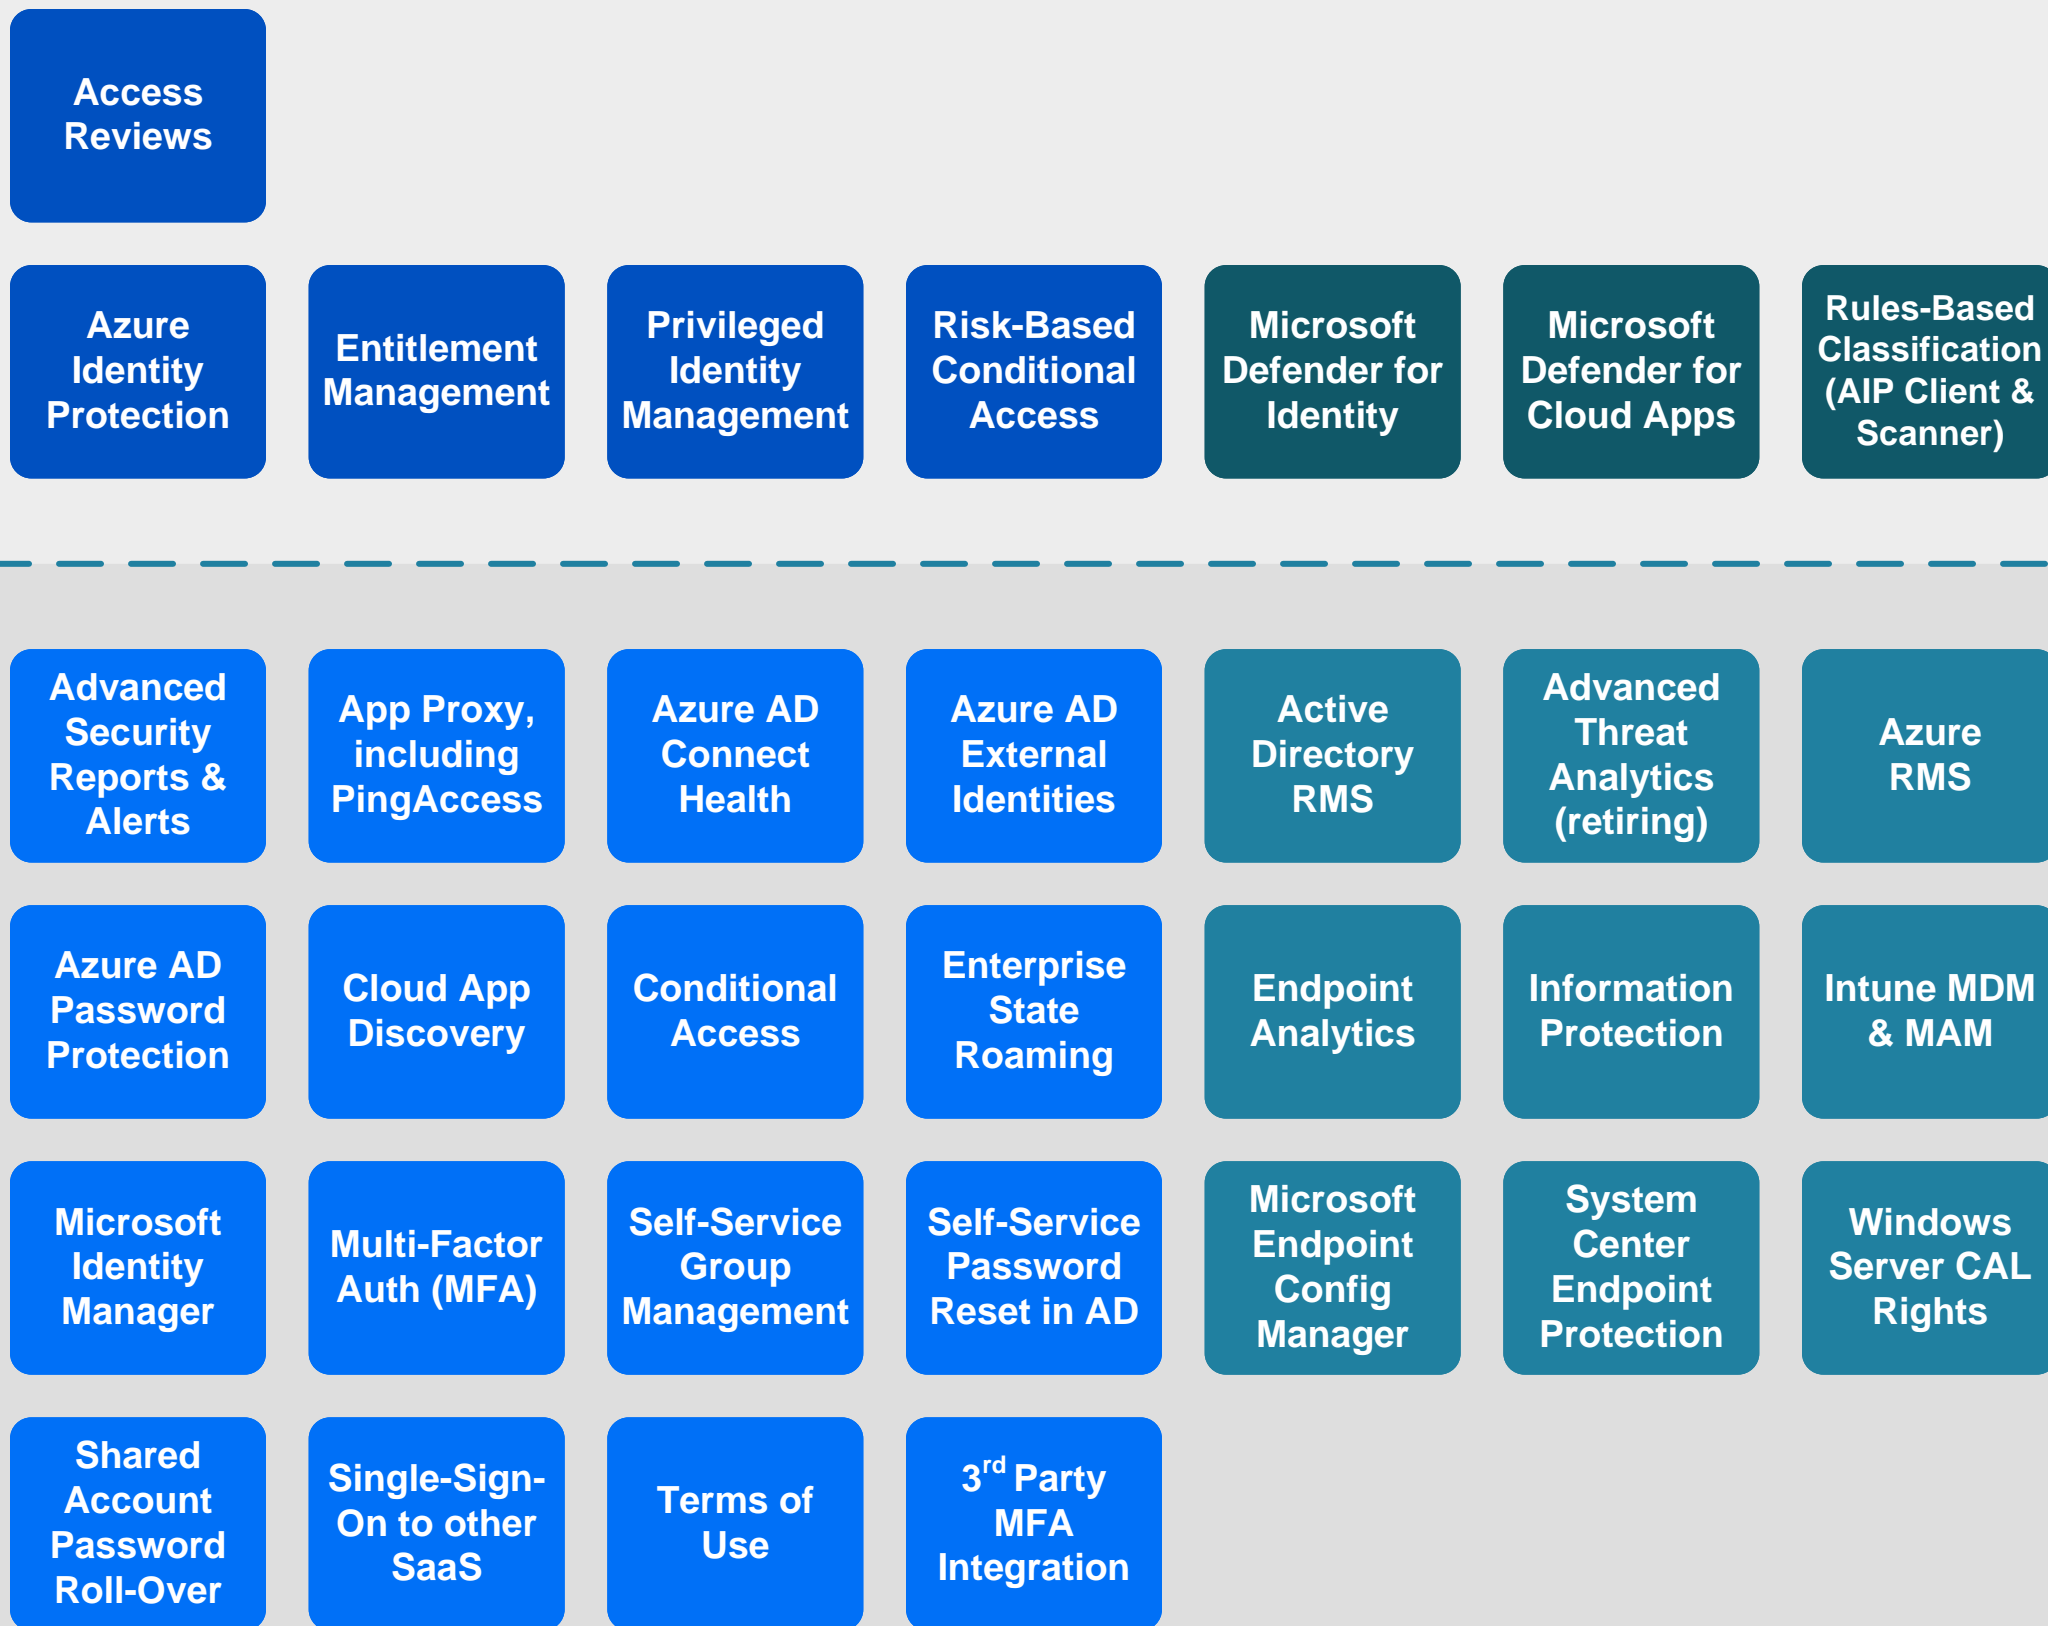 Access
Reviews
Azure
Identity
Protection
Entitlement
Management
Privileged
Identity
Management
Risk-Based
Conditional
Access
Microsoft
Defender for
Identity
Microsoft
Defender for
Cloud Apps
Rules-Based
Classification
(AIP Client &
Scanner)
Advanced
Security
Reports &
Alerts
App Proxy,
including
PingAccess
Azure AD
Connect
Health
Azure AD
External
Identities
Active
Directory
RMS
Advanced
Threat
Analytics
(retiring)
Azure
RMS
Azure AD
Password
Protection
Cloud App
Discovery
Conditional
Access
Enterprise
State
Roaming
Endpoint
Analytics
Information
Protection
Intune MDM
& MAM
Microsoft
Identity
Manager
Multi-Factor
Auth (MFA)
Self-Service
Group
Management
Self-Service
Password
Reset in AD
Microsoft
Endpoint
Config
Manager
System
Center
Endpoint
Protection
Windows
Server CAL
Rights
Shared
Account
Password
Roll-Over
Single-Sign-
On to other
SaaS
Terms of
Use
3rd Party
MFA
Integration